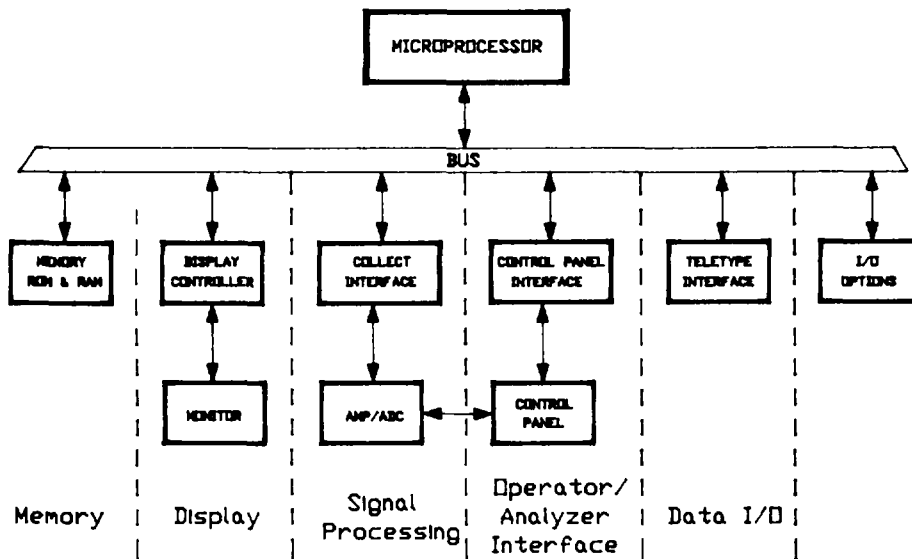 MICROPROCESSOR
BUS
MEMORY
ROM & RAM
DISPLAY
CONTROLLER
COLLECT
INTERFACE
CONTROL PANEL
INTERFACE
TELETYPE
INTERFACE
I/O
OPTIONS
MONITOR
AMP/ADC
CONTROL
PANEL
Memory
Display
Signal
Processing
Operator/
Analyzer
Interface
Data I/O